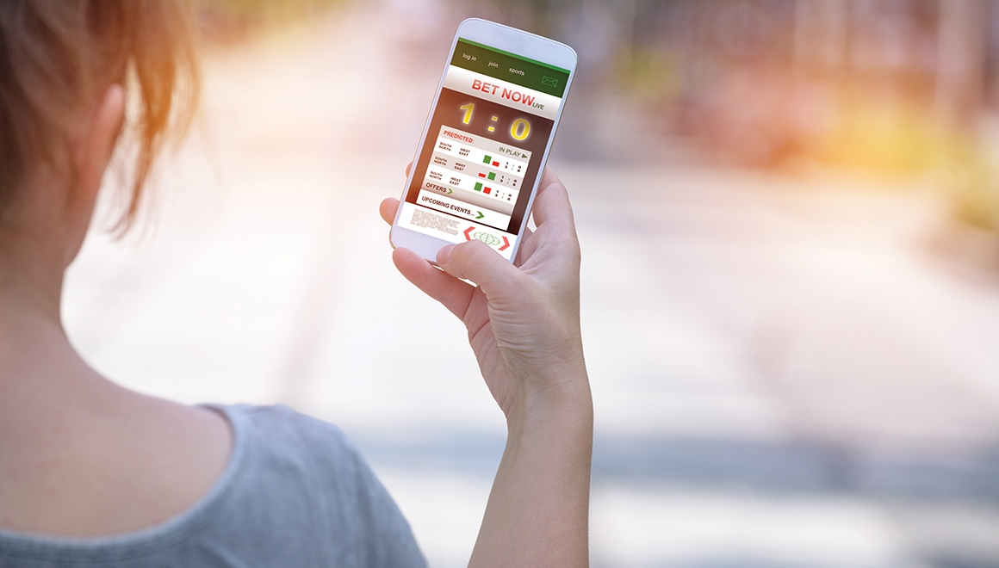 log in join sports
BET NOW LIVE
1 : 0
PREDICTED:
IN PLAY
SOUTH WEST
NORTH EAST
SOUTH WEST
NORTH EAST
SOUTH WEST
NORTH EAST
OFFERS
UPCOMING EVENTS...